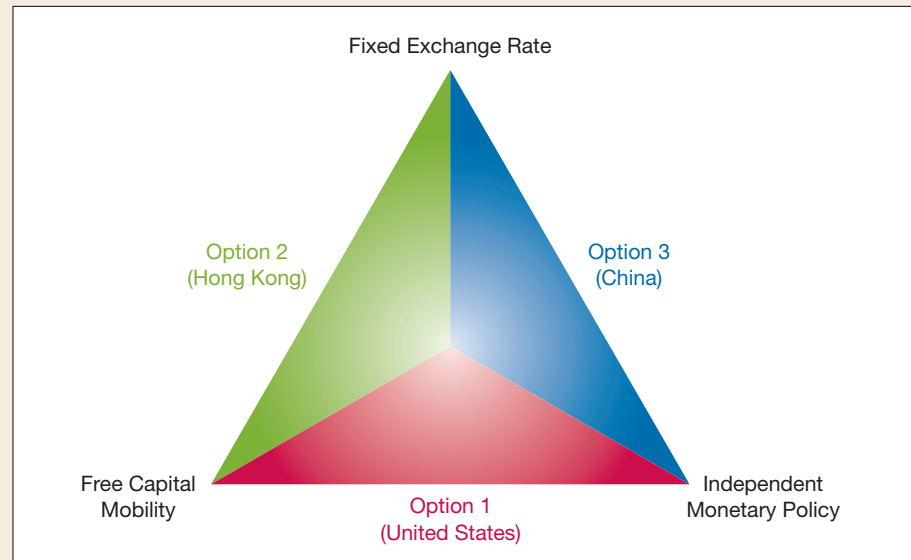 Fixed Exchange Rate
Option 2
(Hong Kong)
Option 3
(China)
Free Capital
Mobility
Option 1
(United States)
Independent
Monetary Policy